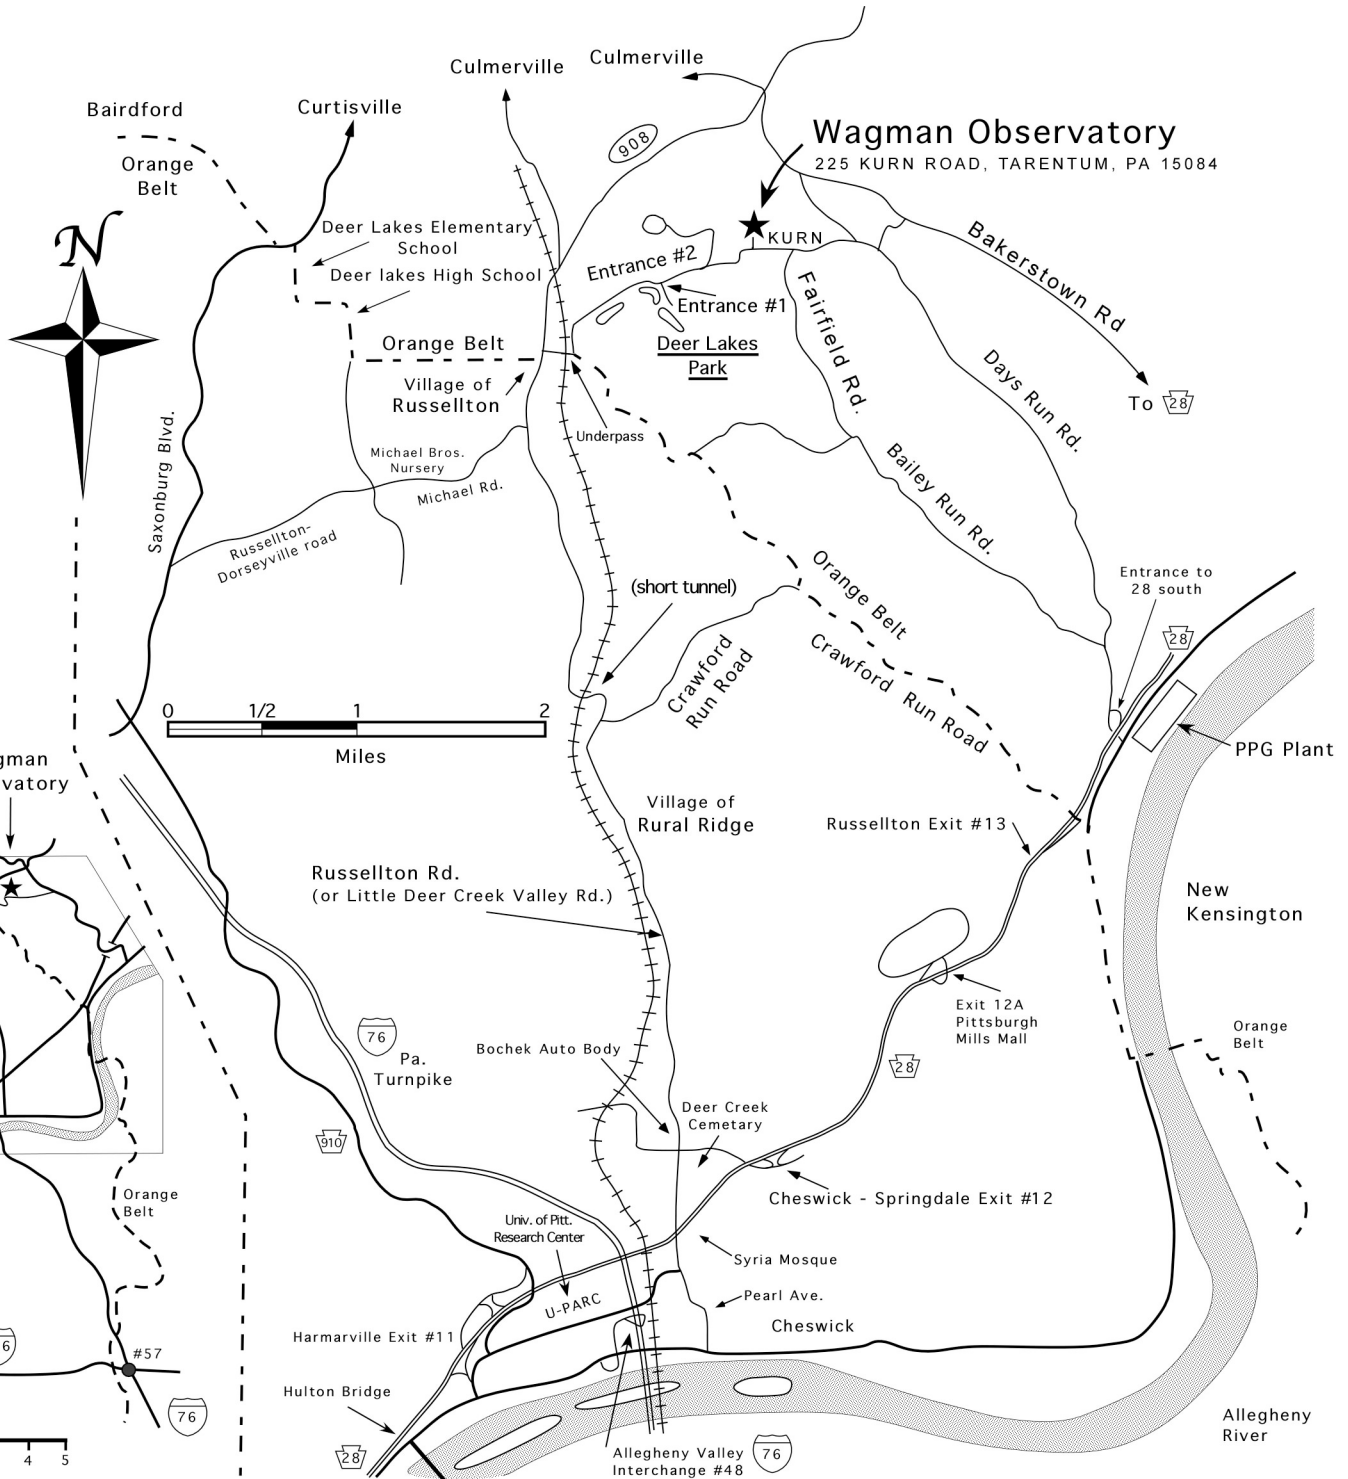 Culmerville
Culmerville
Bairdford
Curtisville
908
Wagman Observatory
225 KURN ROAD, TARENTUM, PA 15084
Orange
Belt
N
Deer Lakes Elementary
School
Deer lakes High School
KURN
Entrance #2
Entrance #1
Bakerstown Rd
Fairfield Rd.
Deer Lakes
Park
Orange Belt
Village of
Russellton
Days Run Rd.
To 28
Saxonburg Blvd.
Underpass
Michael Bros.
Nursery
Michael Rd.
Bailey Run Rd.
Russellton-
Dorseyville road
(short tunnel)
Orange Belt
Entrance to
28 south
28
Crawford
Run Road
Crawford Run Road
0 1/2 1 2
Miles
PPG Plant
gman
vatory
Village of
Rural Ridge
Russellton Exit #13
Russellton Rd.
(or Little Deer Creek Valley Rd.)
New
Kensington
Exit 12A
Pittsburgh
Mills Mall
76
Pa.
Turnpike
Bochek Auto Body
28
Orange
Belt
Deer Creek
Cemetary
910
Orange
Belt
Cheswick - Springdale Exit #12
Univ. of Pitt.
Research Center
Syria Mosque
U-PARC
Pearl Ave.
Cheswick
Harmarville Exit #11
6
#57
Hulton Bridge
76
28
Allegheny Valley
Interchange #48
76
Allegheny
River
4 5